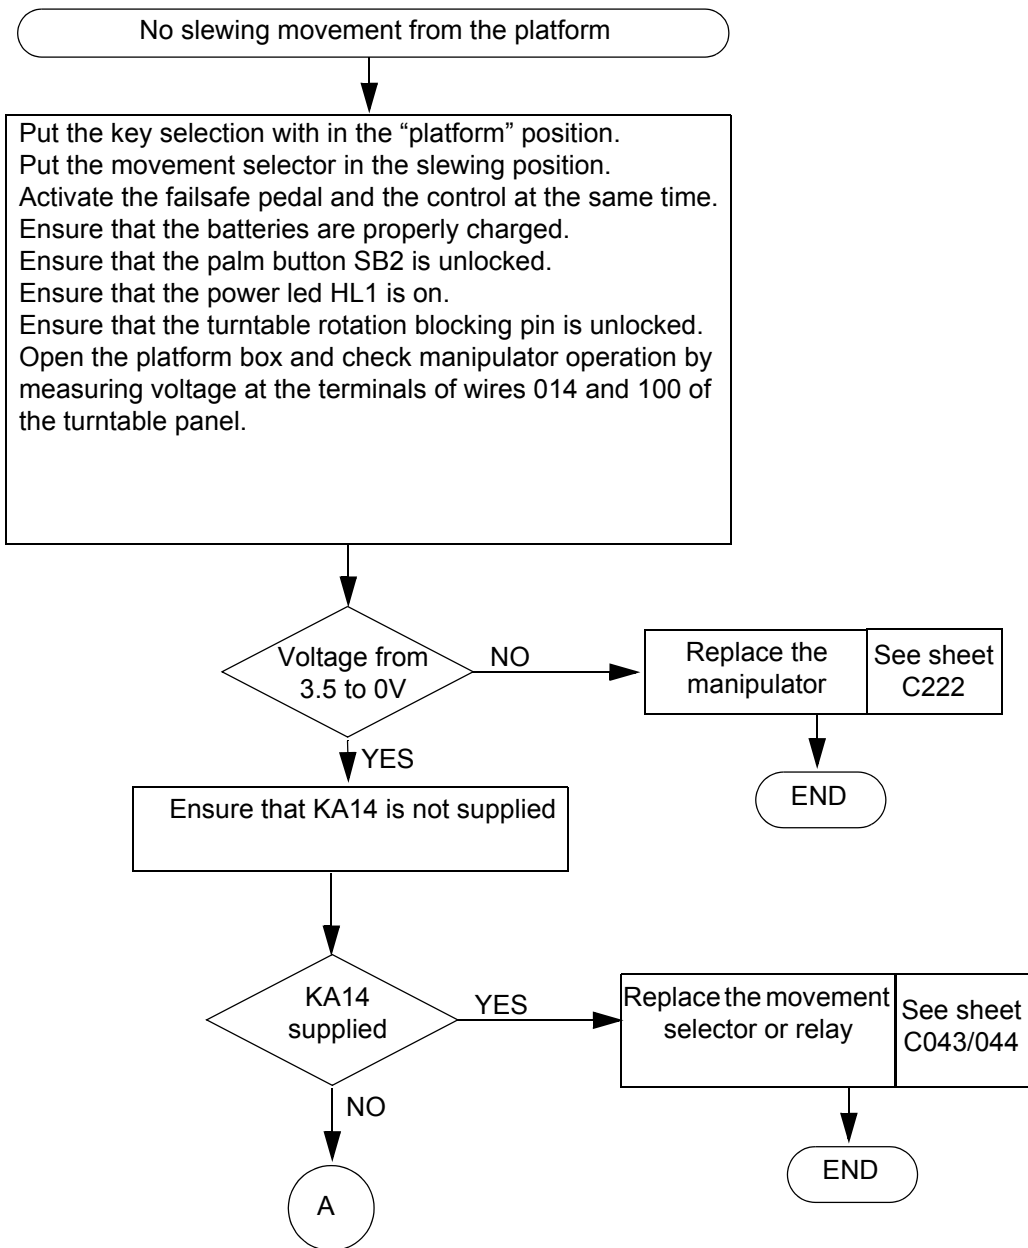 No slewing movement from the platform
Put the key selection with in the “platform” position.
Put the movement selector in the slewing position.
Activate the failsafe pedal and the control at the same time.
Ensure that the batteries are properly charged.
Ensure that the palm button SB2 is unlocked.
Ensure that the power led HL1 is on.
Ensure that the turntable rotation blocking pin is unlocked.
Open the platform box and check manipulator operation by
measuring voltage at the terminals of wires 014 and 100 of
the turntable panel.
Voltage from
3.5 to 0V
NO
Replace the
manipulator
See sheet
C222
END
YES
Ensure that KA14 is not supplied
KA14
supplied
YES
Replace the movement
selector or relay
See sheet
C043/044
END
NO
A